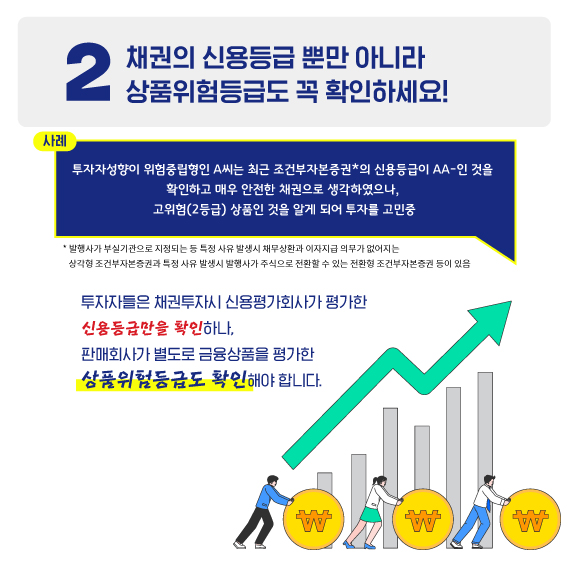 2
채권의 신용등급 뿐만 아니라
상품위험등급도 꼭 확인하세요!
사례
투자자성향이 위험중립형인 A씨는 최근 조건부자본증권*의 신용등급이 AA-인 것을
확인하고 매우 안전한 채권으로 생각하였으나,
고위험(2등급) 상품인 것을 알게 되어 투자를 고민중
* 발행사가 부실기관으로 지정되는 등 특정 사유 발생시 채무상환과 이자지급 의무가 없어지는
상각형 조건부자본증권과 특정 사유 발생시 발행사가 주식으로 전환할 수 있는 전환형 조건부자본증권 등이 있음
투자자들은 채권투자시 신용평가회사가 평가한
신용등급만을 확인하나,
판매회사가 별도로 금융상품을 평가한
상품위험등급도 확인해야 합니다.
₩ ₩ ₩